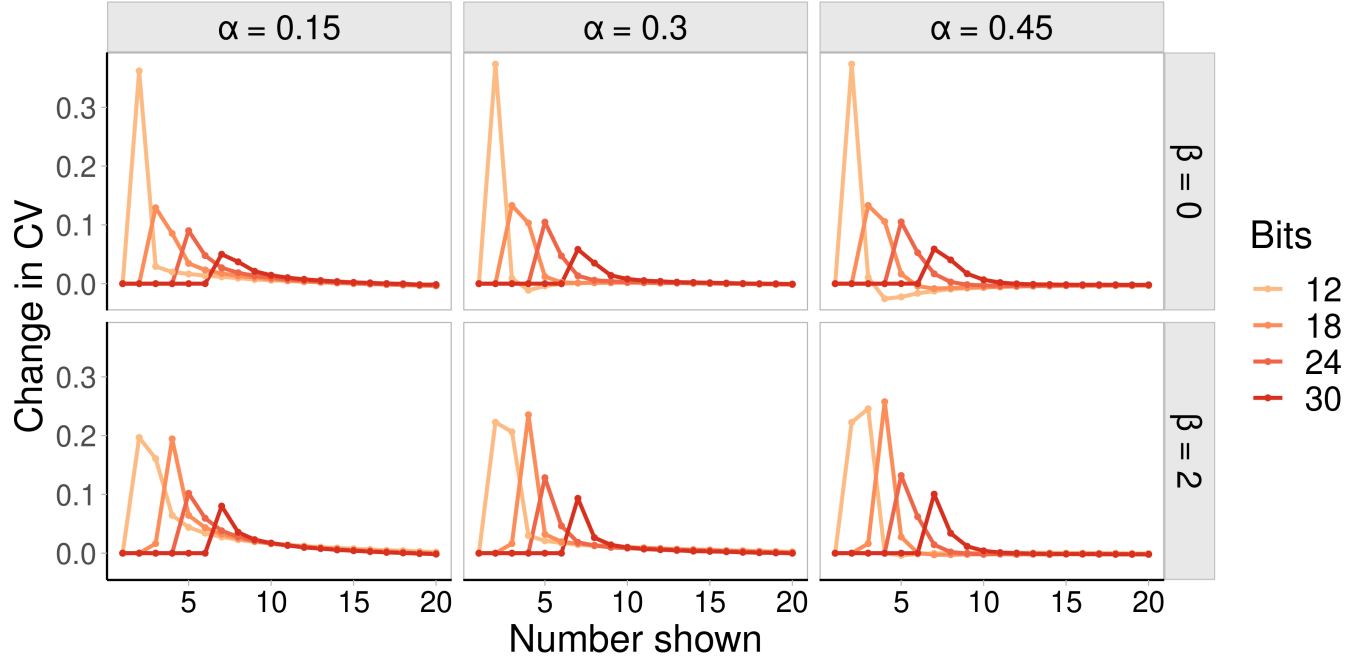 α = 0.15
α = 0.3
α = 0.45
β = 0
β = 2
Change in CV
0.3
0.2
0.1
0.0
0.3
0.2
0.1
0.0
5 10 15 20
5 10 15 20
5 10 15 20
Number shown
Bits
12
18
24
30